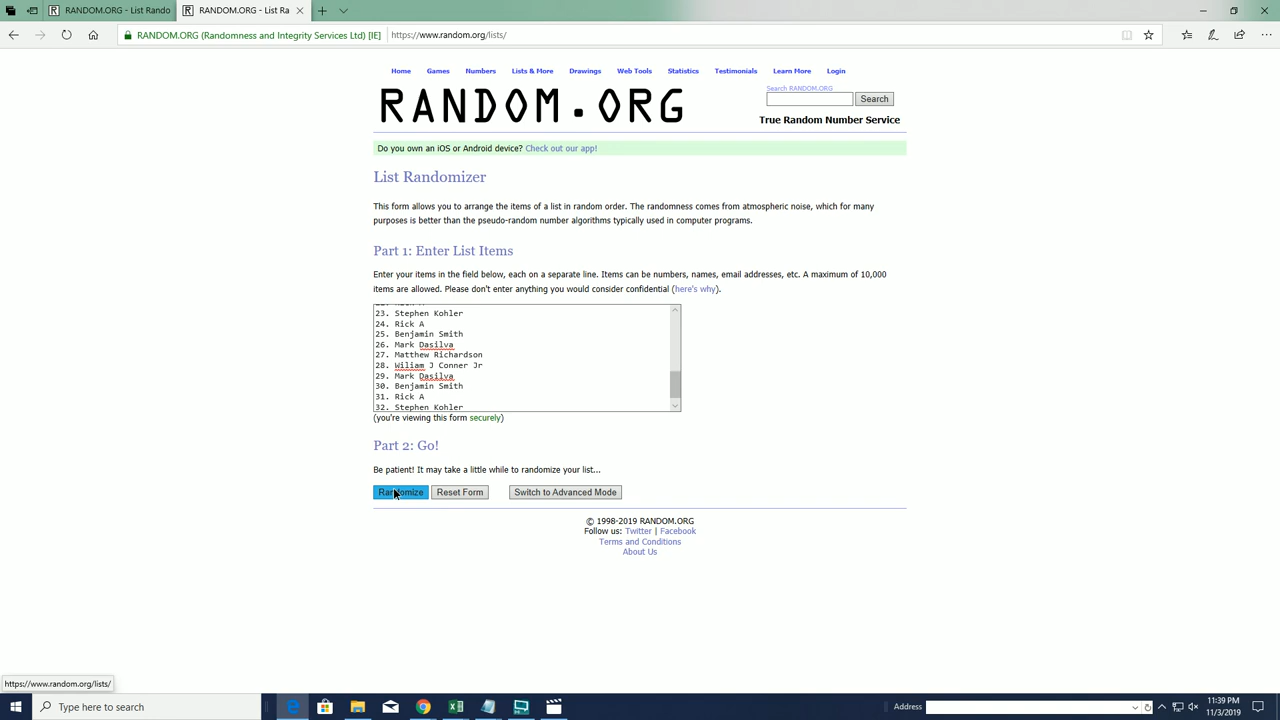 RANDOM.ORG - List Rando
RANDOM.ORG - List Ra
RANDOM.ORG (Randomness and Integrity Services Ltd) [IE]
https://www.random.org/lists/
Home Games Numbers Lists & More Drawings Web Tools Statistics Testimonials Learn More Login
RANDOM.ORG
Search RANDOM.ORG
Search
True Random Number Service
Do you own an iOS or Android device? Check out our app!
List Randomizer
This form allows you to arrange the items of a list in random order. The randomness comes from atmospheric noise, which for many
purposes is better than the pseudo-random number algorithms typically used in computer programs.
Part 1: Enter List Items
Enter your items in the field below, each on a separate line. Items can be numbers, names, email addresses, etc. A maximum of 10,000
items are allowed. Please don't enter anything you would consider confidential (here's why).
23. Stephen Kohler
24. Rick A
25. Benjamin Smith
26. Mark Dasilva
27. Matthew Richardson
28. Wiliam J Conner Jr
29. Mark Dasilva
30. Benjamin Smith
31. Rick A
32. Stephen Kohler
(you're viewing this form securely)
Part 2: Go!
Be patient! It may take a little while to randomize your list...
Randomize Reset Form Switch to Advanced Mode
© 1998-2019 RANDOM.ORG
Follow us: Twitter | Facebook
Terms and Conditions
About Us
https://www.random.org/lists/
Type here to search
Address
11:39 PM
11/3/2019